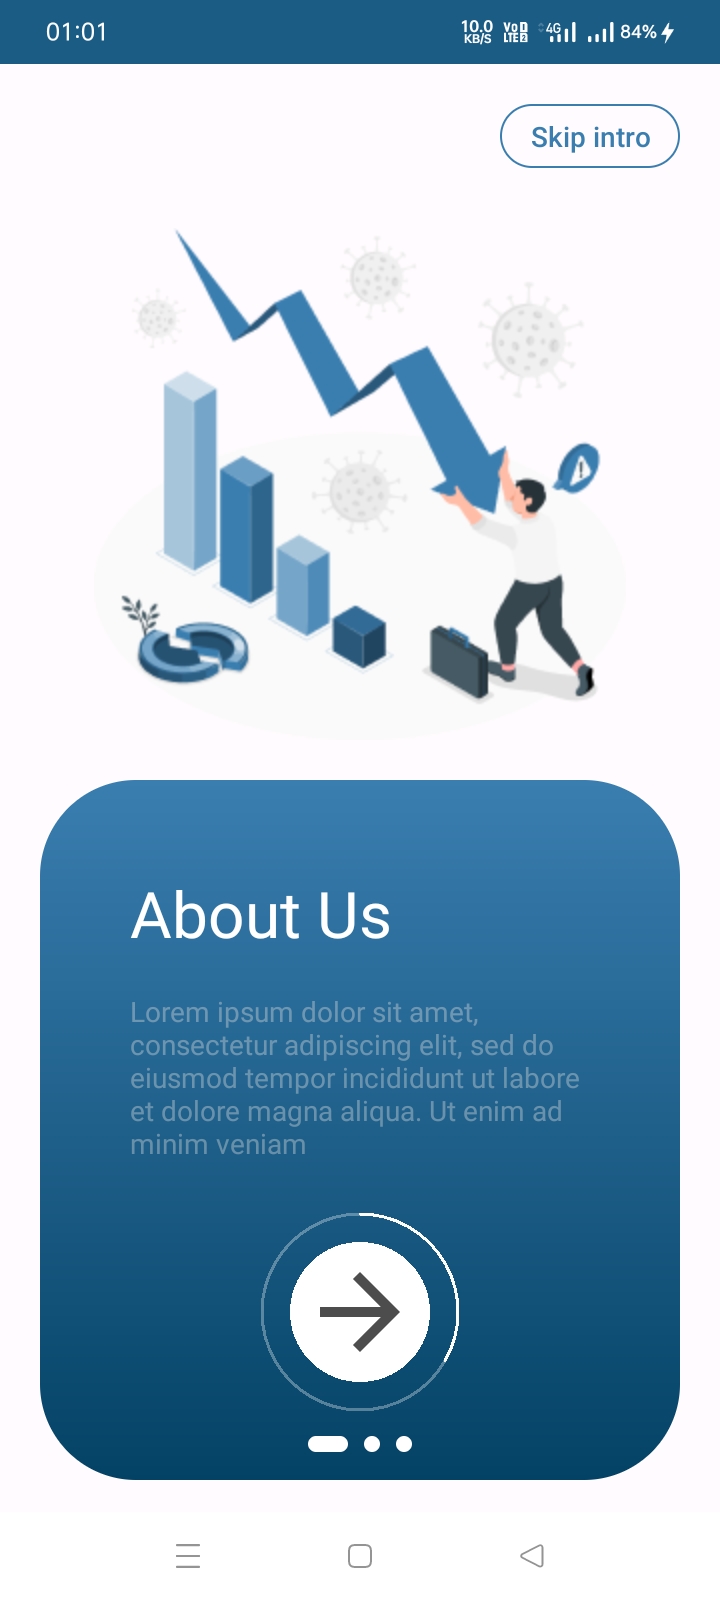 01:01
10.0 KB/S VoD LTE2 4G 84%
Skip intro
About Us
Lorem ipsum dolor sit amet,
consectetur adipiscing elit, sed do
eiusmod tempor incididunt ut labore
et dolore magna aliqua. Ut enim ad
minim veniam